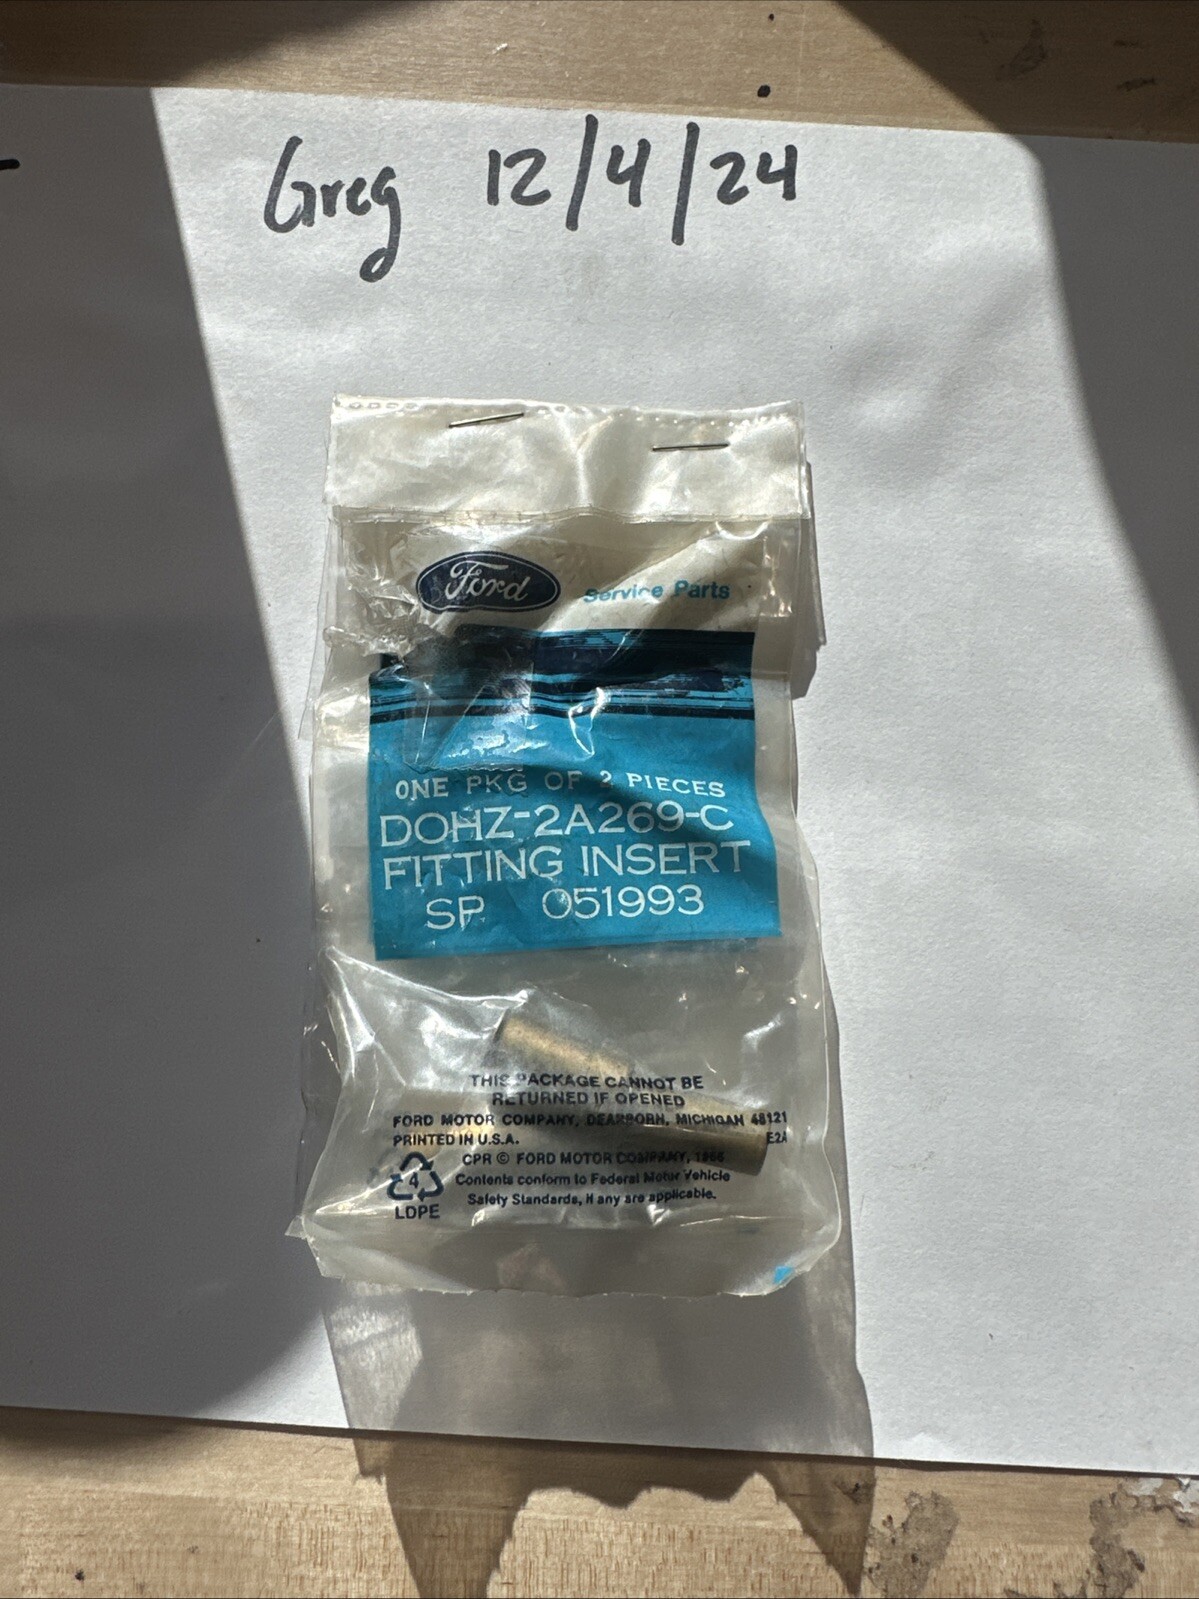 Greg 12/4/24
Ford Service Parts
ONE PKG OF 2 PIECES
DOHZ-2A269-C
FITTING INSERT
SP 051993
THIS PACKAGE CANNOT BE
RETURNED IF OPENED
FORD MOTOR COMPANY, DEARBORN, MICHIGAN 48121
PRINTED IN U.S.A. E2A
CPR © FORD MOTOR COMPANY, 1966
4 Contents conform to Federal Motor Vehicle
Safety Standards, if any are applicable.
LDPE